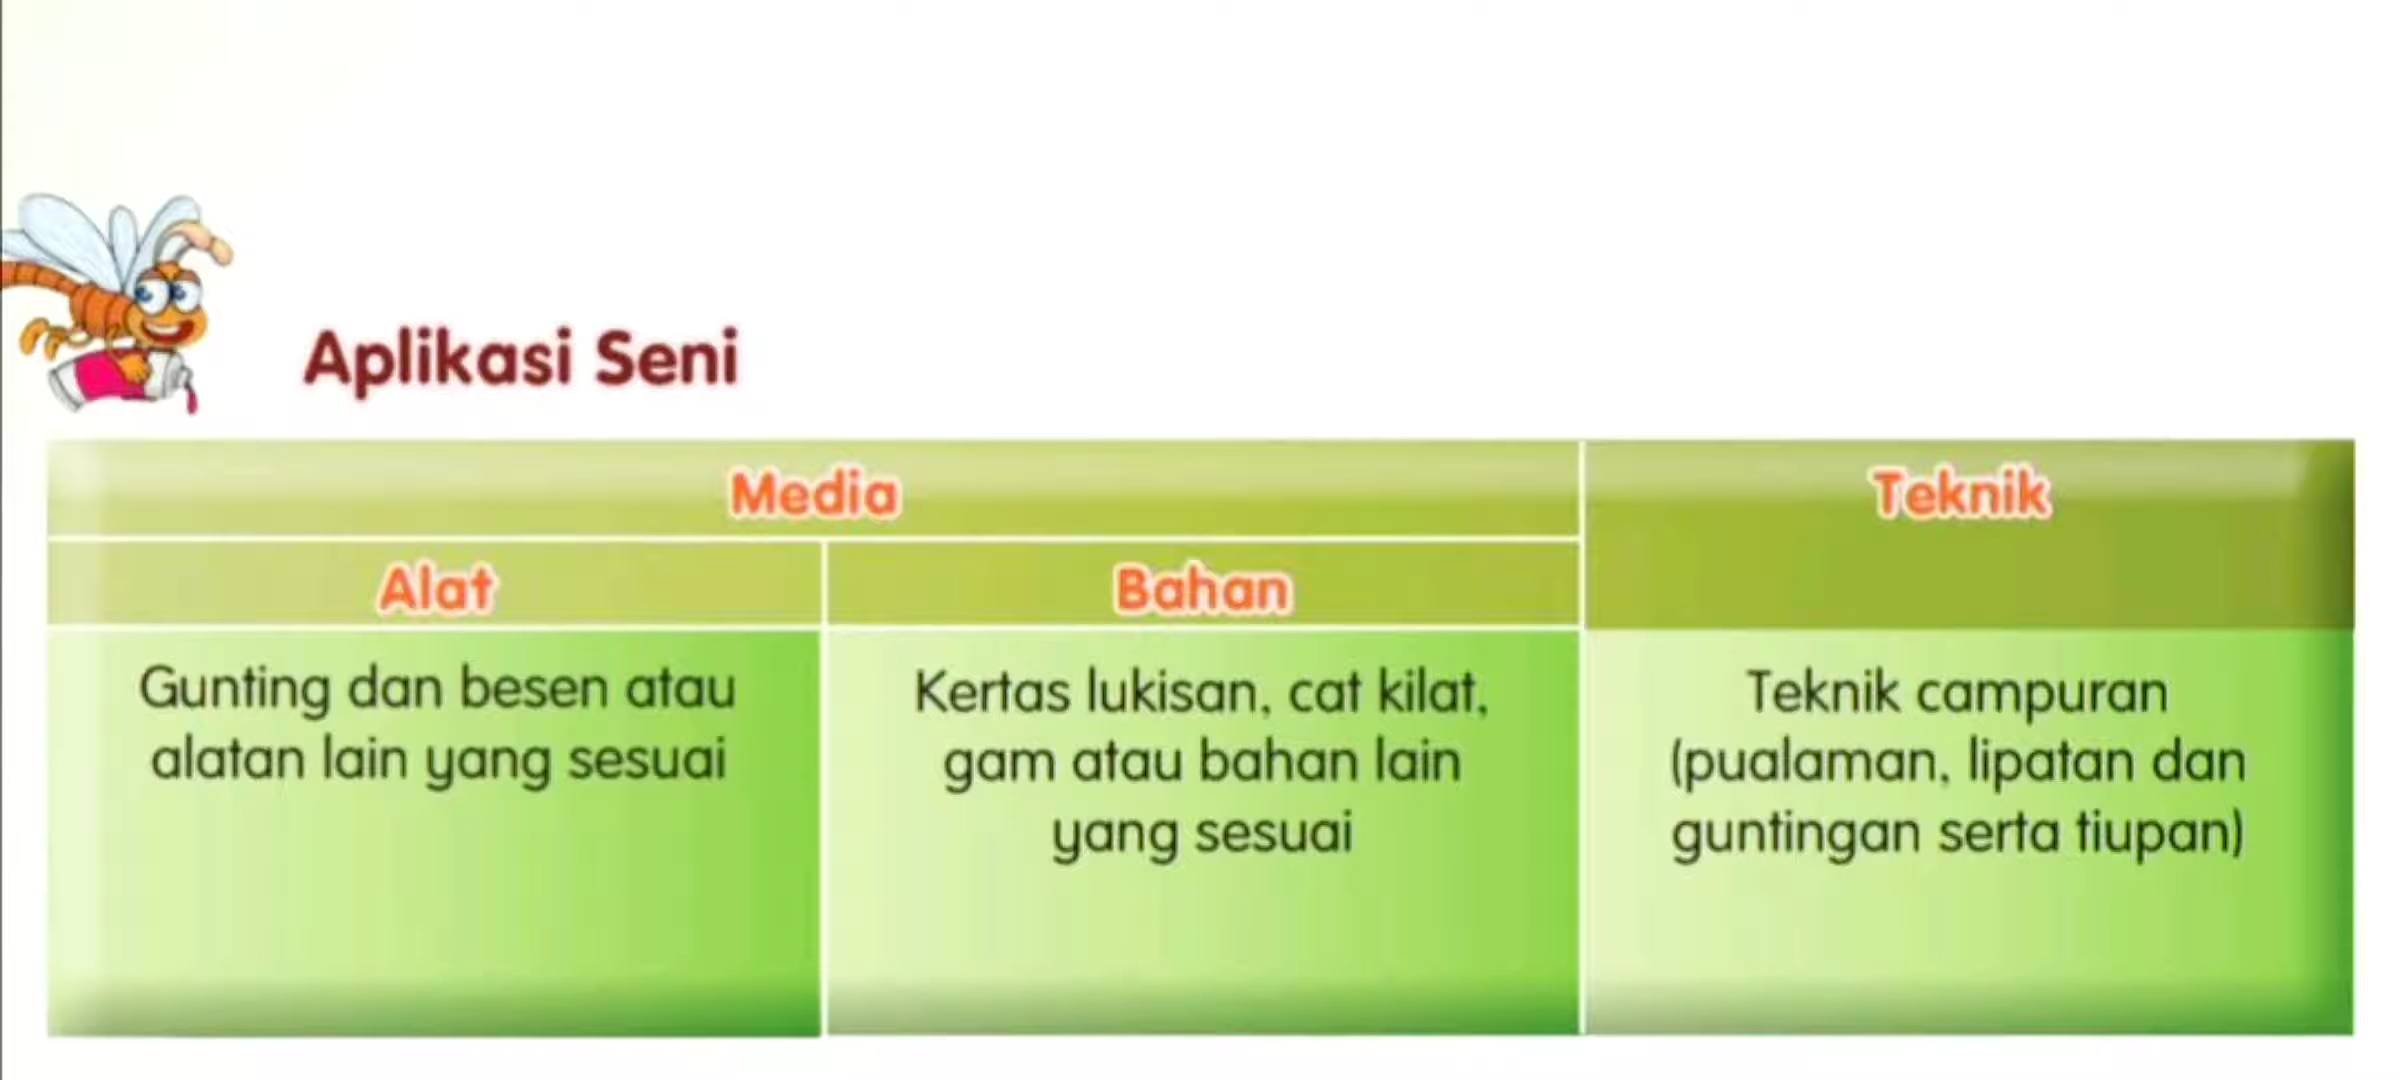 Aplikasi Seni
Media
Teknik
Alat
Bahan
Gunting dan besen atau
alatan lain yang sesuai
Kertas lukisan, cat kilat,
gam atau bahan lain
yang sesuai
Teknik campuran
(pualaman, lipatan dan
guntingan serta tiupan)